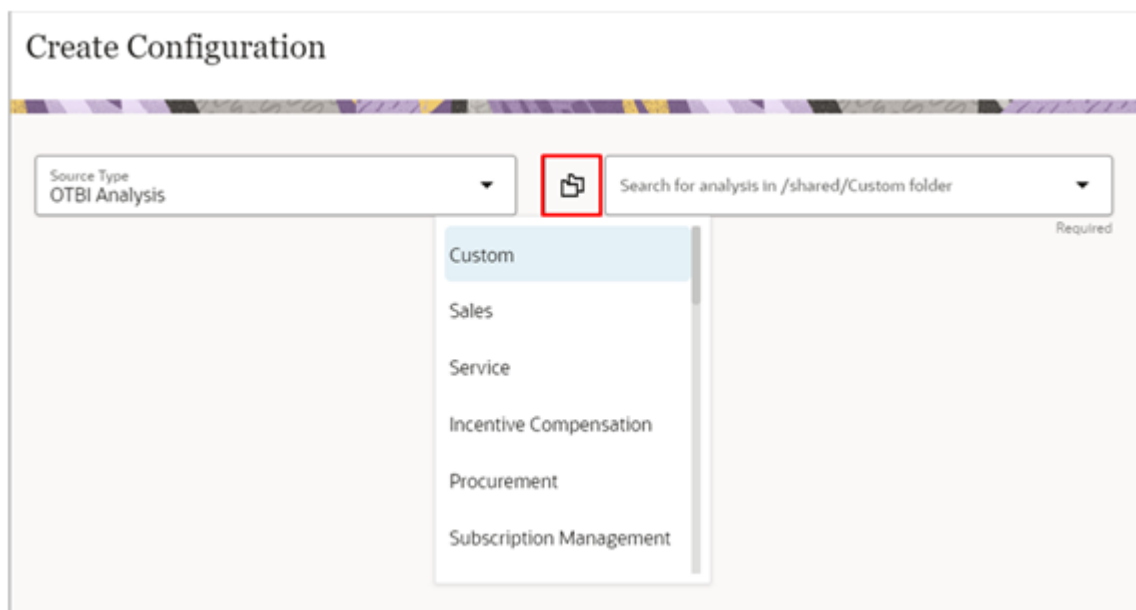 Create Configuration
Source Type
OTBI Analysis
Search for analysis in /shared/Custom folder
Required
Custom
Sales
Service
Incentive Compensation
Procurement
Subscription Management